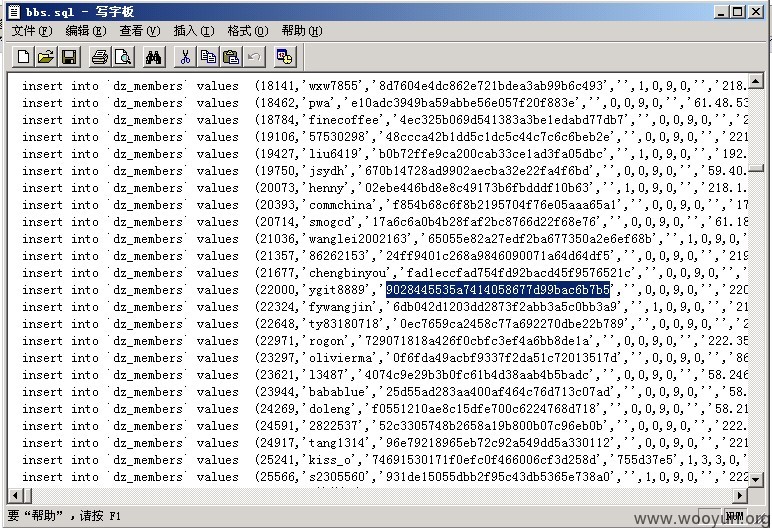 bbs.sql - 写字板
文件(F) 编辑(E) 查看(V) 插入(I) 格式(O) 帮助(H)
insert into `dz_members` values (18141,'wxw7855','8d7604e4dc862e721bdea3ab99b6c493','',1,0,9,0,'','218.
insert into `dz_members` values (18462,'pwa','e10adc3949ba59abbe56e057f20f883e','',0,0,9,0,'','61.48.53
insert into `dz_members` values (18784,'finecoffee','4ec325b069d541383a3be1edabd77db7','',0,0,9,0,'','2
insert into `dz_members` values (19106,'57530298','48ccca42b1dd5c1dc5c44c7c6c6beb2e','',0,0,9,0,'','221
insert into `dz_members` values (19427,'liu6419','b0b72ffe9ca200cab33ce1ad3fa05dbc','',1,0,9,0,'','192.
insert into `dz_members` values (19750,'jsydh','670b14728ad9902aecba32e22fa4f6bd','',0,0,9,0,'','59.40.
insert into `dz_members` values (20073,'henny','02ebe446bd8e8c49173b6fbdddf10b63','',1,0,9,0,'','218.1.
insert into `dz_members` values (20393,'commchina','f854b68c6f8b2195704f76e05aaa65a1','',0,0,9,0,'','17
insert into `dz_members` values (20714,'smogcd','17a6c6a0b4b28faf2bc8766d22f68e76','',0,0,9,0,'','61.18
insert into `dz_members` values (21036,'wanglei2002163','65055e82a27edf2ba677350a2e6ef68b','',1,0,9,0,'
insert into `dz_members` values (21357,'86262153','24ff9401c268a9846090071a64d64df5','',0,0,9,0,'','211
insert into `dz_members` values (21677,'chengbinyou','fad1eccfad754fd92bacd45f9576521c','',0,0,9,0,'','
insert into `dz_members` values (22000,'ygit8889','9028445535a7414058677d99bac6b7b5','',0,0,9,0,'','220
insert into `dz_members` values (22324,'fywangjin','6db042d1203dd2873f2abb3a5c0bb3a9','',1,0,9,0,'','21
insert into `dz_members` values (22648,'ty83180718','0ec7659ca2458c77a692270dbe22b789','',0,0,9,0,'','2
insert into `dz_members` values (22971,'rogon','729071818a426f0cbfc3ef4a6bb8de1a','',0,0,9,0,'','222.35
insert into `dz_members` values (23297,'olivierma','0f6fda49acbf9337f2da51c72013517d','',0,0,9,0,'','86
insert into `dz_members` values (23621,'l3487','4074c9e29b3b0fc61b4d38aab4b5badc','',0,0,9,0,'','58.246
insert into `dz_members` values (23944,'babablue','25d55ad283aa400af464c76d713c07ad','',0,0,9,0,'','58.
insert into `dz_members` values (24269,'doleng','f0551210ae8c15dfe700c6224768d718','',0,0,9,0,'','58.21
insert into `dz_members` values (24591,'2822537','52c3305748b2658a19b800b07c96eb0b','',0,0,9,0,'','222.
insert into `dz_members` values (24917,'tang1314','96e79218965eb72c92a549dd5a330112','',0,0,9,0,'','221
insert into `dz_members` values (25241,'kiss_o','74691530171f0efc0f466006cf3d258d','755d37e5',1,3,3,0,'
insert into `dz_members` values (25566,'s2305560','931de15055dbb2f95c43db5365e738a0','',1,0,9,0,'','222
要“帮助”,请按 F1
www.wooyun.org